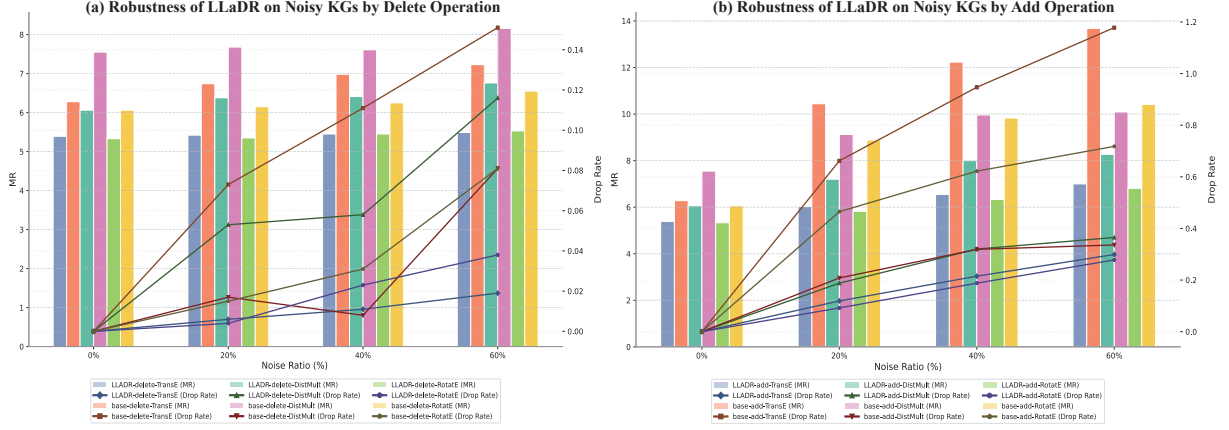 (a) Robustness of LLaDR on Noisy KGs by Delete Operation
8
7
6
5
4
3
2
1
0
MR
0.14
0.12
0.10
0.08
0.06
0.04
0.02
0.00
Drop Rate
0% 20% 40% 60%
Noise Ratio (%)
LLADR-delete-TransE (MR) LLADR-delete-DistMult (MR) LLADR-delete-RotatE (MR)
LLADR-delete-TransE (Drop Rate) LLADR-delete-DistMult (Drop Rate) LLADR-delete-RotatE (Drop Rate)
base-delete-TransE (MR) base-delete-DistMult (MR) base-delete-RotatE (MR)
base-delete-TransE (Drop Rate) base-delete-DistMult (Drop Rate) base-delete-RotatE (Drop Rate)
(b) Robustness of LLaDR on Noisy KGs by Add Operation
14
12
10
8
6
4
2
0
MR
1.2
1.0
0.8
0.6
0.4
0.2
0.0
Drop Rate
0% 20% 40% 60%
Noise Ratio (%)
LLADR-add-TransE (MR) LLADR-add-DistMult (MR) LLADR-add-RotatE (MR)
LLADR-add-TransE (Drop Rate) LLADR-add-DistMult (Drop Rate) LLADR-add-RotatE (Drop Rate)
base-add-TransE (MR) base-add-DistMult (MR) base-add-RotatE (MR)
base-add-TransE (Drop Rate) base-add-DistMult (Drop Rate) base-add-RotatE (Drop Rate)